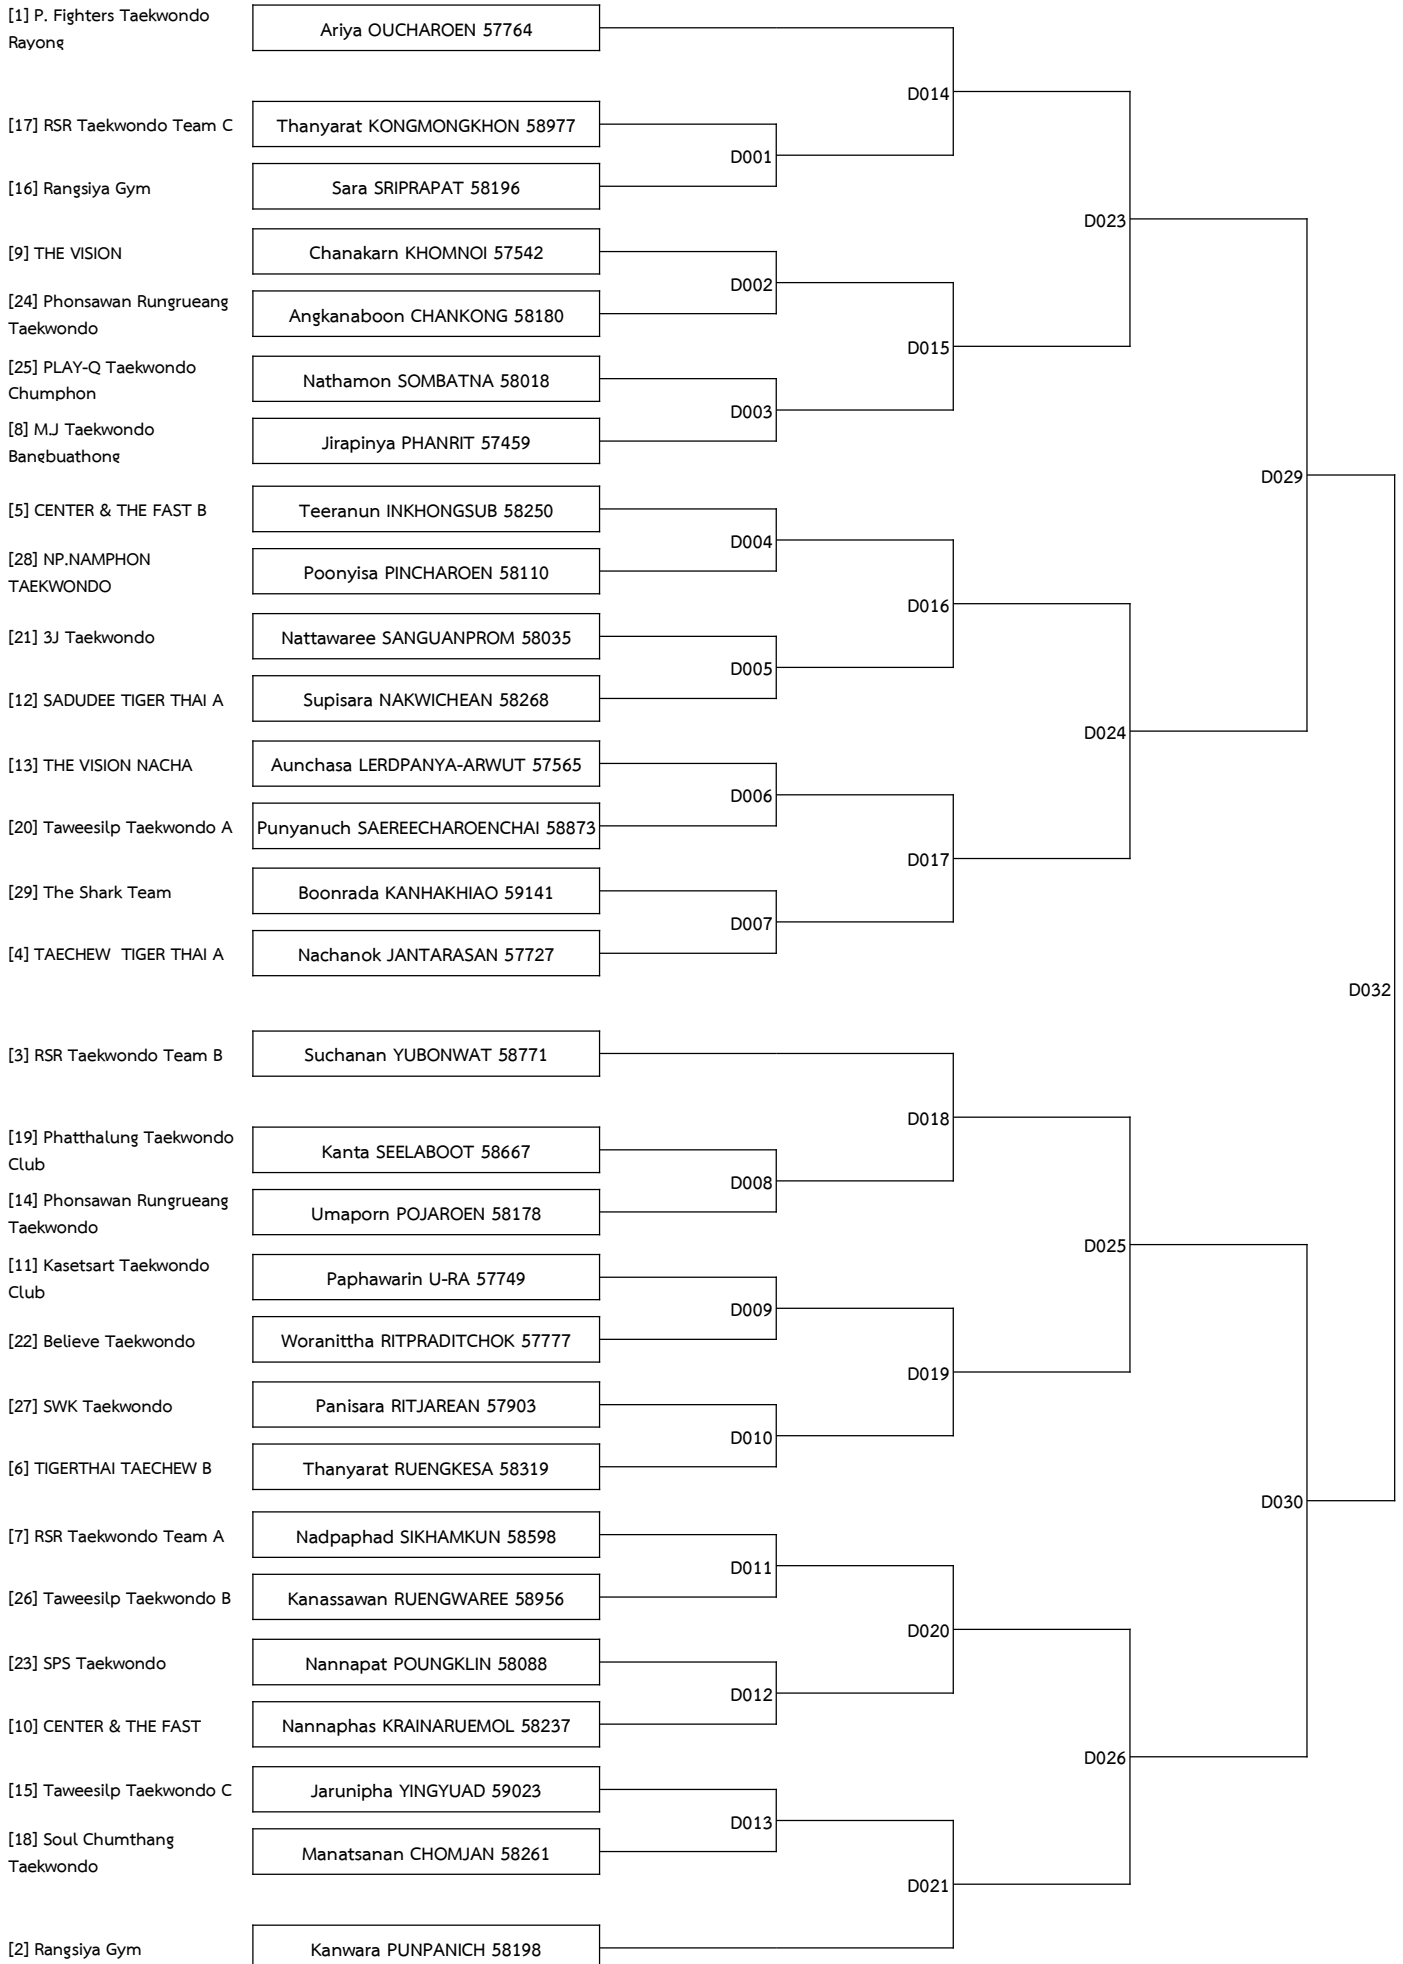 [1] P. Fighters Taekwondo
Rayong
Ariya OUCHAROEN 57764
D014
[17] RSR Taekwondo Team C
Thanyarat KONGMONGKHON 58977
D001
[16] Rangsiya Gym
Sara SRIPRAPAT 58196
D023
[9] THE VISION
Chanakarn KHOMNOI 57542
D002
[24] Phonsawan Rungrueang
Taekwondo
Angkanaboon CHANKONG 58180
D015
[25] PLAY-Q Taekwondo
Chumphon
Nathamon SOMBATNA 58018
D003
[8] M.J Taekwondo
Bangbuathong
Jirapinya PHANRIT 57459
D029
[5] CENTER & THE FAST B
Teeranun INKHONGSUB 58250
D004
[28] NP.NAMPHON
TAEKWONDO
Poonyisa PINCHAROEN 58110
D016
[21] 3J Taekwondo
Nattawaree SANGUANPROM 58035
D005
[12] SADUDEE TIGER THAI A
Supisara NAKWICHEAN 58268
D024
[13] THE VISION NACHA
Aunchasa LERDPANYA-ARWUT 57565
D006
[20] Taweesilp Taekwondo A
Punyanuch SAEREECHAROENCHAI 58873
D017
[29] The Shark Team
Boonrada KANHAKHIAO 59141
D007
[4] TAECHEW  TIGER THAI A
Nachanok JANTARASAN 57727
D032
[3] RSR Taekwondo Team B
Suchanan YUBONWAT 58771
D018
[19] Phatthalung Taekwondo
Club
Kanta SEELABOOT 58667
D008
[14] Phonsawan Rungrueang
Taekwondo
Umaporn POJAROEN 58178
D025
[11] Kasetsart Taekwondo
Club
Paphawarin U-RA 57749
D009
[22] Believe Taekwondo
Woranittha RITPRADITCHOK 57777
D019
[27] SWK Taekwondo
Panisara RITJAREAN 57903
D010
[6] TIGERTHAI TAECHEW B
Thanyarat RUENGKESA 58319
D030
[7] RSR Taekwondo Team A
Nadpaphad SIKHAMKUN 58598
D011
[26] Taweesilp Taekwondo B
Kanassawan RUENGWAREE 58956
D020
[23] SPS Taekwondo
Nannapat POUNGKLIN 58088
D012
[10] CENTER & THE FAST
Nannaphas KRAINARUEMOL 58237
D026
[15] Taweesilp Taekwondo C
Jarunipha YINGYUAD 59023
D013
[18] Soul Chumthang
Taekwondo
Manatsanan CHOMJAN 58261
D021
[2] Rangsiya Gym
Kanwara PUNPANICH 58198